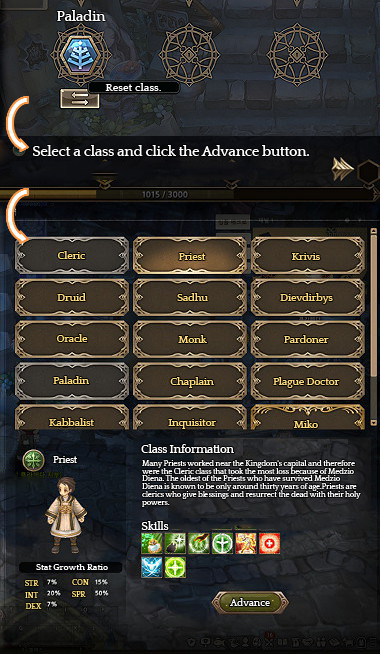 Paladin
Reset class.
Select a class and click the Advance button.
1015 / 3000
Cleric Priest Krivis
Druid Sadhu Dievdirbys
Oracle Monk Pardoner
Paladin Chaplain Plague Doctor
Kabbalist Inquisitor Miko
Priest
Class Information
Many Priests worked near the Kingdom's capital and therefore
were the Cleric class that took the most loss because of Medzio
Diena. The oldest of the Priests who have survived Medzio
Diena is known to be only around thirty years of age.Priests are
clerics who give blessings and resurrect the dead with their holy
powers.
Skills
Stat Growth Ratio
STR 7% CON 15%
INT 20% SPR 50%
DEX 7%
Advance